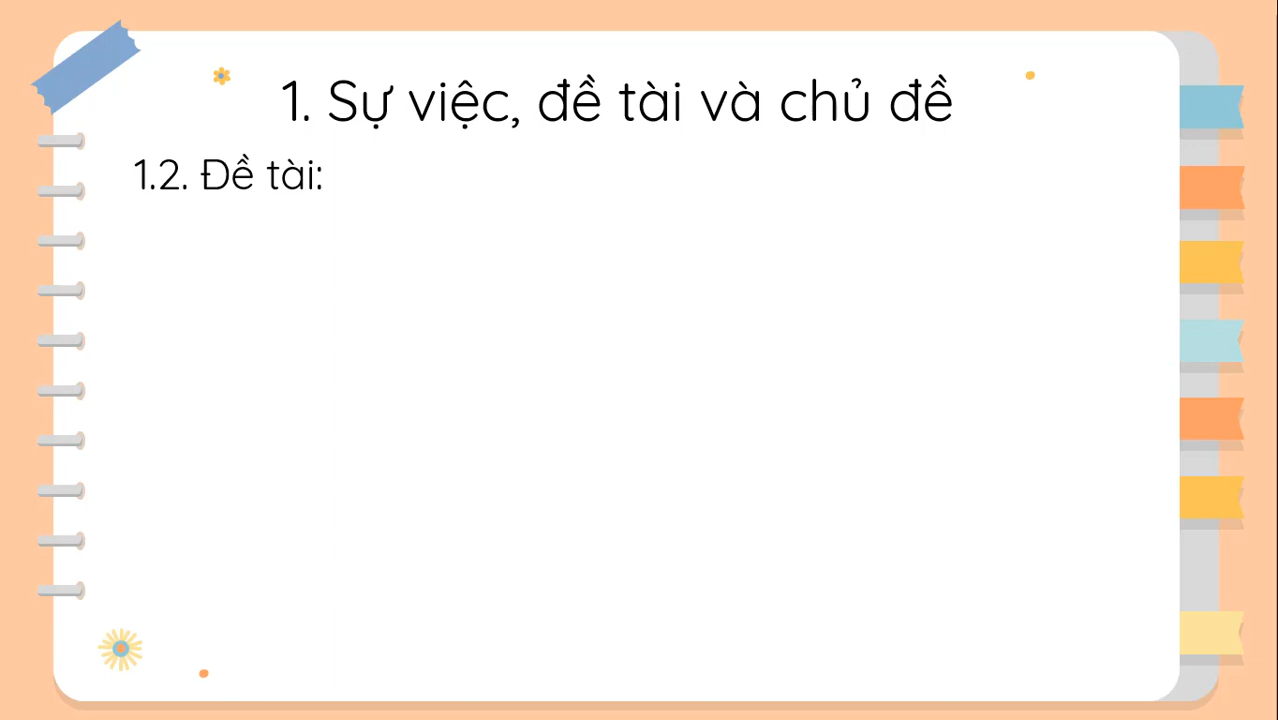 1. Sự việc, đề tài và chủ đề
1.2. Đề tài: